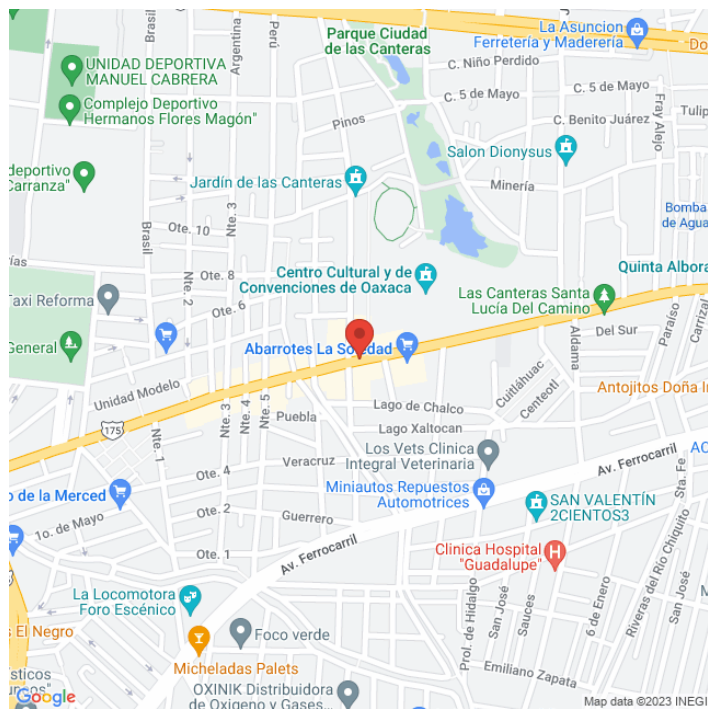 Parque Ciudad
de las Canteras
La Asuncion
Ferretería y Maderería
UNIDAD DEPORTIVA
MANUEL CABRERA
Complejo Deportivo
Hermanos Flores Magón"
deportivo
Carranza"
Brasil
Argentina
Perú
C. Niño Perdido
C. 5 de Mayo
C. 5 de Mayo
C. Benito Juárez
Fray Alejo
Tulip
Pinos
Salon Dionysus
Jardín de las Canteras
Minería
Brasil
Nte. 2
Nte. 3
Ote. 10
Ote. 8
Ote. 6
Bomba
de Agua
Centro Cultural y de
Convenciones de Oaxaca
Quinta Albora
Las Canteras Santa
Lucía Del Camino
Taxi Reforma
General
Abarrotes La Soledad
Del Sur
Aldama
Paraíso
Carrizal
Unidad Modelo
Cuitláhuac
Centeotl
Antojitos Doña
175
Nte. 1
Nte. 3
Nte. 4
Nte. 5
Puebla
Lago de Chalco
Lago Xaltocan
Los Vets Clinica
Integral Veterinaria
Ote. 4
Veracruz
Av. Ferrocarril
Sta. Fe
o de la Merced
Miniautos Repuestos
Automotrices
SAN VALENTÍN
2CIENTOS3
1o. de Mayo
Ote. 2
Guerrero
Ote. 1
Av. Ferrocarril
Clinica Hospital
"Guadalupe"
La Locomotora
Foro Escénico
Prol. de Hidalgo
San José
Sauces
6 de Enero
Riveras del Río Chiquito
San José
s El Negro
Foco verde
Micheladas Palets
Emiliano Zapata
OXINIK Distribuidora
de Oxigeno y Gases...
Google
Map data ©2023 INEGI